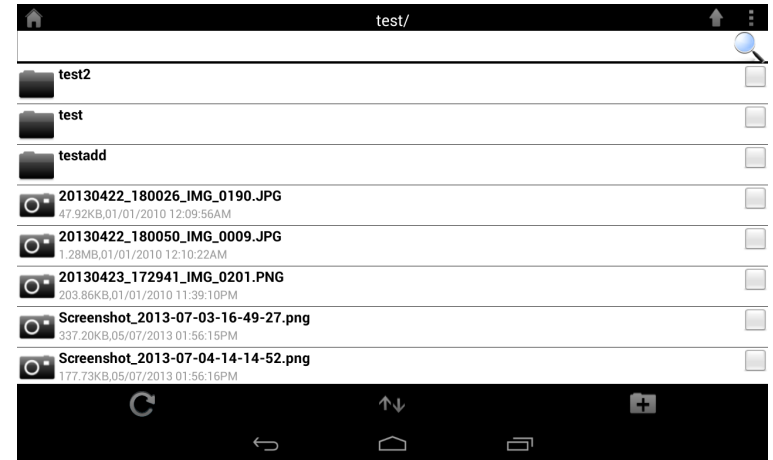 test/
test2
test
testadd
20130422_180026_IMG_0190.JPG
47.92KB,01/01/2010 12:09:56AM
20130422_180050_IMG_0009.JPG
1.28MB,01/01/2010 12:10:22AM
20130423_172941_IMG_0201.PNG
203.86KB,01/01/2010 11:39:10PM
Screenshot_2013-07-03-16-49-27.png
337.20KB,05/07/2013 01:56:15PM
Screenshot_2013-07-04-14-14-52.png
177.73KB,05/07/2013 01:56:16PM